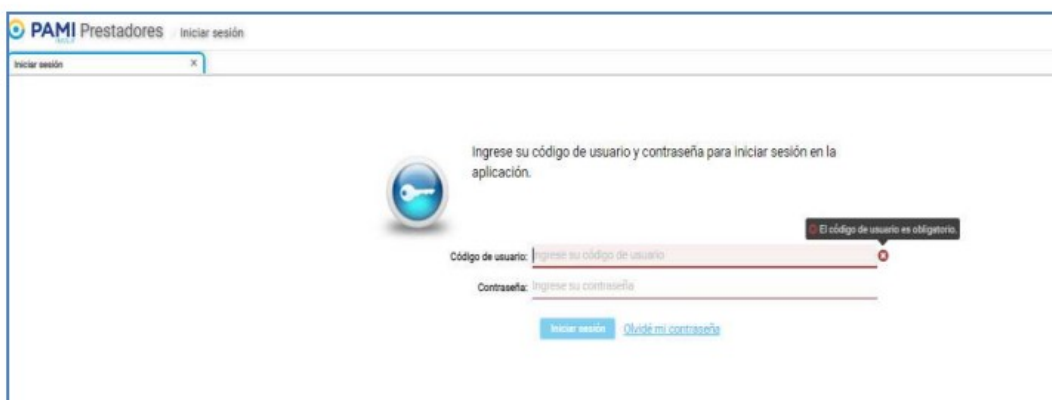 PAMI Prestadores Iniciar sesión
Iniciar sesión ×
Ingrese su código de usuario y contraseña para iniciar sesión en la
aplicación.
El código de usuario es obligatorio.
Código de usuario: Ingrese su código de usuario
Contraseña: Ingrese su contraseña
Iniciar sesión Olvidé mi contraseña